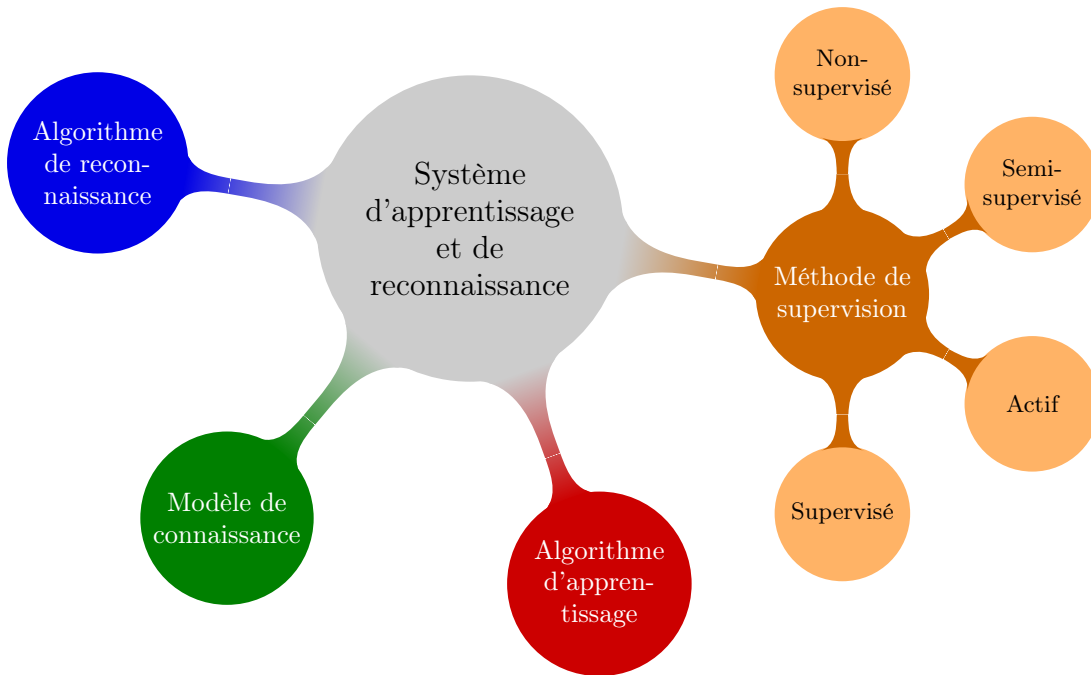 Algorithme
de recon-
naissance
Système
d'apprentissage
et de
reconnaissance
Non-
supervisé
Semi-
supervisé
Méthode de
supervision
Actif
Supervisé
Modèle de
connaissance
Algorithme
d'appren-
tissage